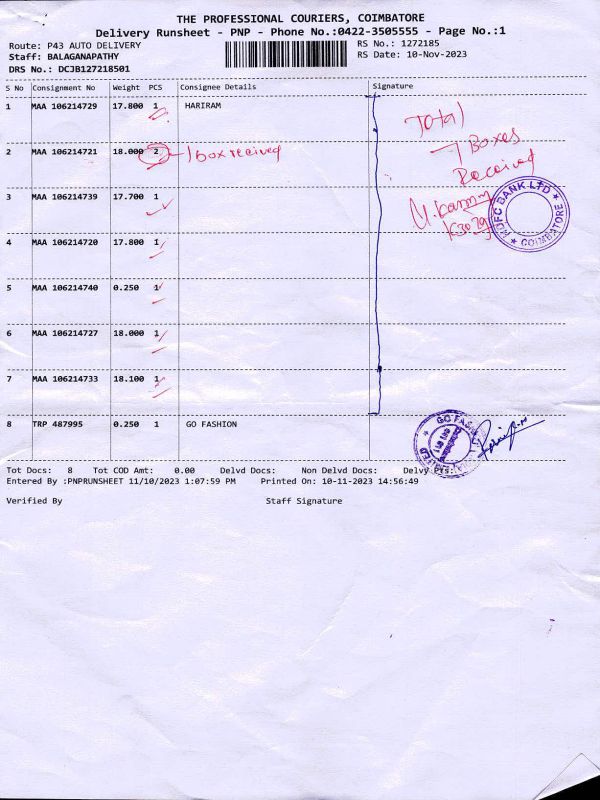 THE PROFESSIONAL COURIERS, COIMBATORE
Delivery Runsheet - PNP - Phone No.:0422-3505555 - Page No.:1
Route: P43 AUTO DELIVERY
RS No.: 1272185
Staff: BALAGANAPATHY
RS Date: 10-Nov-2023
DRS No.: DCJB127218501
S No Consignment No Weight PCS Consignee Details Signature
1 MAA 106214729 17.800 1 HARIRAM
Total
7 Boxes
Received
2 MAA 106214721 18.000 2 1 box received
HDFC BANK LTD
COIMBATORE
3 MAA 106214739 17.700 1
4 MAA 106214720 17.800 1
5 MAA 106214740 0.250 1
6 MAA 106214727 18.000 1
7 MAA 106214733 18.100 1
8 TRP 487995 0.250 1 GO FASHION
GO FASHION
Tot Docs: 8 Tot COD Amt: 0.00 Delvd Docs: Non Delvd Docs: Delvy Pts:
Entered By :PNPRUNSHEET 11/10/2023 1:07:59 PM Printed On: 10-11-2023 14:56:49
Verified By Staff Signature